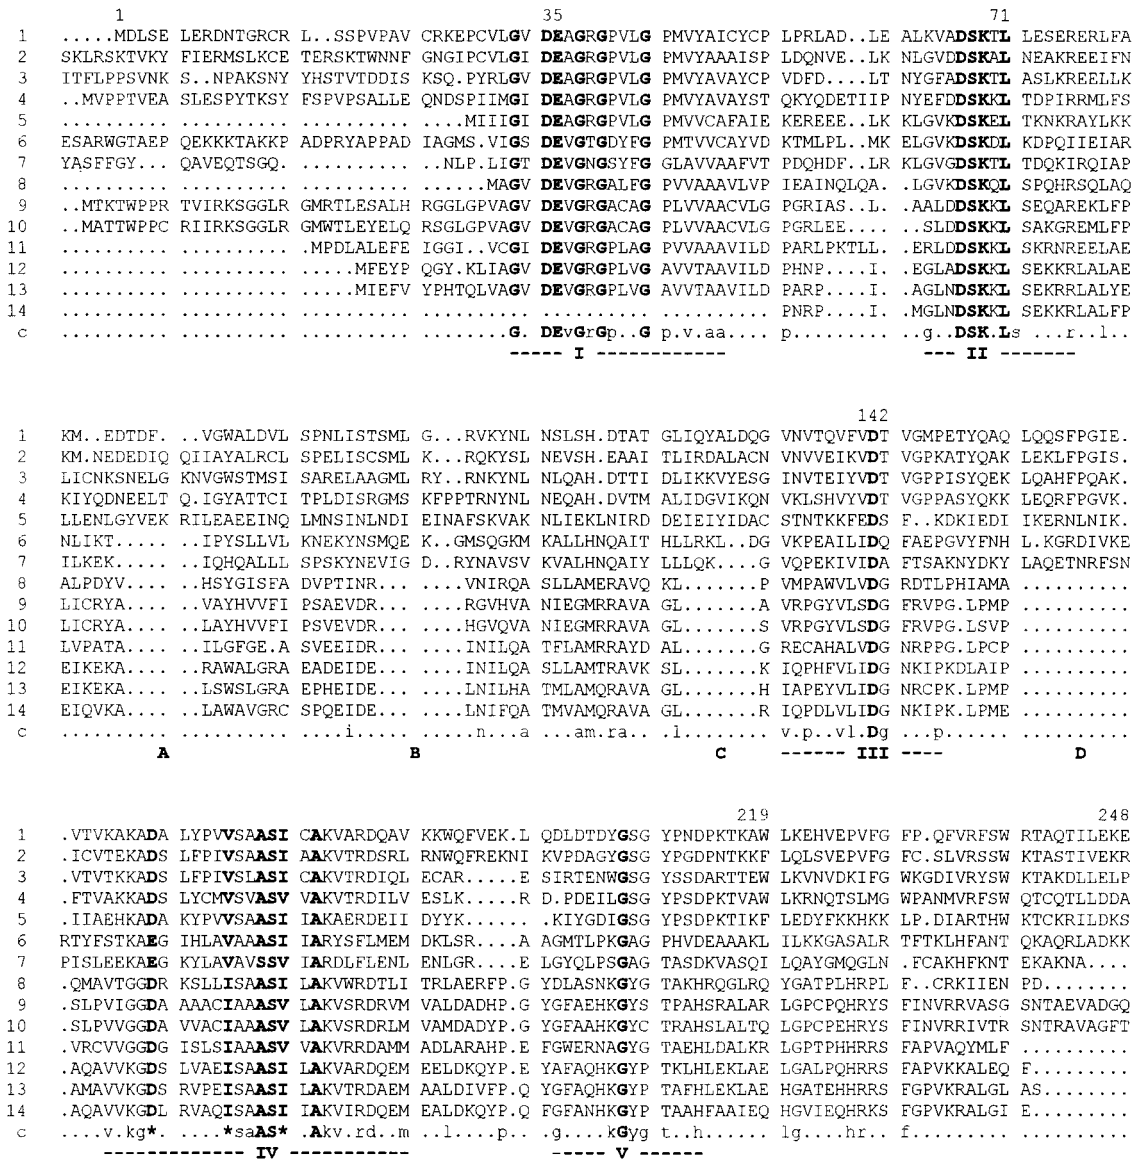 1 35 71
1 .....MDLSE LERDNTGRCR L..SSPVPAV CRKEPCVLGV DEAGRGPVLG PMVYAICYCP LPRLAD..LE ALKVADSKTL LESERERLFA
2 SKLRSKTVKY FIERMSLKCE TERSKTWNNF GNGIPCVLGI DEAGRGPVLG PMVYAAAISP LDQNVE..LK NLGVDDSKAL NEAKREEIFN
3 ITFLPPSVNK S..NPAKSNY YHSTVTDDIS KSQ.PYRLGV DEAGRGPVLG PMVYAVAYCP VDFD...LT NYGFADSKTL ASLKREELLK
4 ..MVPPTVEA SLESPYTKSY FSPVPSALLE QNDSPIIMGI DEAGRGPVLG PMVYAVAYST QKYQDETIIP NYEFDDSKKL TDPIRRMLFS
5 .......... .......... .......... .....MIIIGI DEAGRGPVLG PMVVCAFAIE KEREEE..LK KLGVKDSKEL TKNKRAYLKK
6 ESARWGTAEP QEKKKTAKKP ADPRYAPPAD IAGMS.VIGS DEVGTGDYFG PMTVVCAYVD KTMLPL..MK ELGVKDSKDL KDPQIIEIAR
7 YASFFGY... QAVEQTSGQ. .......... ...NLP.LIGT DEVGNGSYFG GLAVVAAFVT PDQHDF..LR KLGVGDSKTL TDQKIRQIAP
8 .......... .......... .......... ......MAGV DEVGRGALFG PVVAAAVLVP IEAINQLQA. .LGVKDSKQL SPQHRSQLAQ
9 ..MTKTWPPR TVIRKSGGLR GMRTLESALH RGGLGPVAGV DEVGRGACAG PLVVAACVLG PGRIAS..L. .AALDDSKKL SEQAREKLFP
10 ..MATTWPPC RIIRKSGGLR GMWTLEYELQ RSGLGPVAGV DEVGRGACAG PLVVAACVLG PGRLEE.... ..SLDDSKKL SAKGREMLFP
11 .......... .......... .MPDLALEFE IGGI..VCGI DEVGRGPLAG PVVAAAVILD PARLPKTLL. .ERLDDSKKL SKRNREELAE
12 .......... .......... .....MFEYP QGY.KLIAGV DEVGRGPLVG AVVTAAVILD PHNP....I. .EGLADSKKL SEKKRLALAE
13 .......... .......... .....MIEFV YPHTQLVAGV DEVGRGPLVG AVVTAAVILD PARP....I. .AGLNDSKKL SEKRRLALYE
14 .......... .......... .......... .......... .......... .......... PNRP....I. .MGLNDSKKL SEKKRLALFP
c .......... .......... .......... ........G. DEvGrGp..G p.v.aa.... p......... ..g..DSK.Ls ...r..l.
----- I ----------- --- II -------
142
1 KM..EDTDF. ..VGWALDVL SPNLISTSML G...RVKYNL NSLSH.DTAT GLIQYALDQG VNVTQVFVDT VGMPETYQAQ LQQSFPGIE.
2 KM.NEDEDIQ QIIAYALRCL SPELISCSML K...RQKYSL NEVSH.EAAI TLIRDALACN VNVVEIKVDT VGPKATYQAK LEKLFPGIS.
3 LICNKSNELG KNVGWSTMSI SARELAAGML RY..RNKYNL NLQAH.DTTI DLIKKVYESG INVTEIYVDT VGPPISYQEK LQAHFPQAK.
4 KIYQDNEELT Q.IGYATTCI TPLDISRGMS KFPPTRNYNL NEQAH.DVTM ALIDGVIKQN VKLSHVYVDT VGPPASYQKK LEQRFPGVK.
5 LLENLGYVEK RILEAEEINQ LMNSINLNDI EINAFSKVAK NLIEKLNIRD DEIEIYIDAC STNTKKFEDS F..KDKIEDI IKERNLNIK.
6 NLIKT..... .IPYSLLVLK NEKYNSMQEK K.GMSQGKMK ALLHNQAITH LLRKL..DG VKPEAILIDQ FAEPGVYFNH L.KGRDIVKE
7 ILKEK..... .IQHQALLL SPSKYNEVIG D..RYNAVSV KVALHNQAIY LLLQK...G VQPEKIVIDA FTSAKNYDKY LAQETNRFSN
8 ALPDYV.... ..HSYGISFA DVPTINR... ....VNIRQA SLLAMERAVQ KL......P VMPAWVLVDG RDTLPHIAMA ..........
9 LICRYA.... ..VAYHVVFI PSAEVDR... ....RGVHVA NIEGMRRAVA GL......A VRPGYVLSDG FRVPG.LPMP ..........
10 LICRYA.... ..LAYHVVFI PSVEVDR... ....HGVQVA NIEGMRRAVA GL......S VRPGYVLSDG FRVPG.LSVP ..........
11 LVPATA.... ..ILGFGE.A SVEEIDR... ....INILQA TFLAMRRAYD AL......G RECAHALVDG NRPPG.LPCP ..........
12 EIKEKA.... ..RAWALGRA EADEIDE... ....INILQA SLLAMTRAVK SL......K IQPHFVLIDG NKIPKDLAIP ..........
13 EIKEKA.... ..LSWSLGRA EPHEIDE... ....LNILHA TMLAMQRAVA GL......H IAPEYVLIDG NRCPK.LPMP ..........
14 EIQVKA.... ..LAWAVGRC SPQEIDE... ....LNIFQA TMVAMQRAVA GL......R IQPDLVLIDG NKIPK.LPME ..........
c .......... .......... ....i..... ....n...a ..am.ra... .l........ v.p..vl.Dg ....p..... ..........
A B C ------ III ---- D
219 248
1 .VTVKAKADA LYPVVSAASI CAKVARDQAV KKWQFVEK.L QDLDTDYGSG YPNDPKTKAW LKEHVEPVFG FP.QFVRFSW RTAQTILEKE
2 .ICVTEKADS LFPIVSAASI AAKVTRDSRL RNWQFREKNI KVPDAGYGSG YPGDPNTKKF LQLSVEPVFG FC.SLVRSSW KTASTIVEKR
3 .VTVTKKADS LFPIVSLASI CAKVTRDIQL ECAR.....E SIRTENWGSG YSSDARTTEW LKVNVDKIFG WKGDIVRYSW KTAKDLLELP
4 .FTVAKKADS LYCMVSVASV VAKVTRDILV ESLK....R D.PDEILGSG YPSDPKTVAW LKRNQTSLMG WPANMVRFSW QTCQTLLDDA
5 .IIAEHKADA KYPVVSAASI IAKAERDEII DYYK...... .KIYGDIGSG YPSDPKTIKF LEDYFKKHKK LP.DIARTHW KTCKRILDKS
6 RTYFSTKAEG IHLAVAAASI IARYSFLMEM DKLSR....A AGMTLPKGAG PHVDEAAAKL ILKKGASALR TFTKLHFANT QKAQRLADKK
7 PISLEEKAEG KYLAVAVSSV IARDLFLENL ENLGR....E LGYQLPSGAG TASDKVASQI LQAYGMQGLN .FCAKHFKNT EKAKNA....
8 .QMAVTGGDR KSLLISAASI LAKVWRDTLI TRLAERFP.G YDLASNKGYG TAKHRQGLRQ YGATPLHRPL F..CRKIIEN PD........
9 .SLPVIGGDA AAACIAAASV LAKVSRDRVM VALDADHP.G YGFAEHKGYS TPAHSRALAR LGPCPQHRYS FINVRRVASG SNTAEVADGQ
10 .SLPVVGGDA VVACIAAASV LAKVSRDRLM VAMDADYP.G YGFAAHKGYC TRAHSLALTQ LGPCPEHRYS FINVRRIVTR SNTRAVAGFT
11 .VRCVVGGDG ISLSIAAASV LAKVRRDAMM ADLARAHP.E FGWERNAGYG TAEHLDALKR LGPTPHHRRS FAPVAQYMLF ..........
12 .AQAVVKGDS LVAEISAASI LAKVARDQEM EELDKQYP.E YAFAQHKGYP TKLHLEKLAE LGALPQHRRS FAPVKKALEQ F.........
13 .AMAVVKGDS RVPEISAASI LAKVTRDAEM AALDIVFP.Q YGFAQHKGYP TAFHLEKLAE HGATEHHRRS FGPVKRALGL AS........
14 .AQAVVKGDL RVAQISAASI LAKVIRDQEM EALDKQYP.Q FGFANHKGYP TAAHFAAIEQ HGVIEQHRKS FGPVKRALGI E.........
c ...v.kg*.. ....*saAS* .Akv.rd..m ..l....p.. .g.....kGyg t..h...... lg....hr.. f......... ..........
------------- IV ------------ ----- V ------